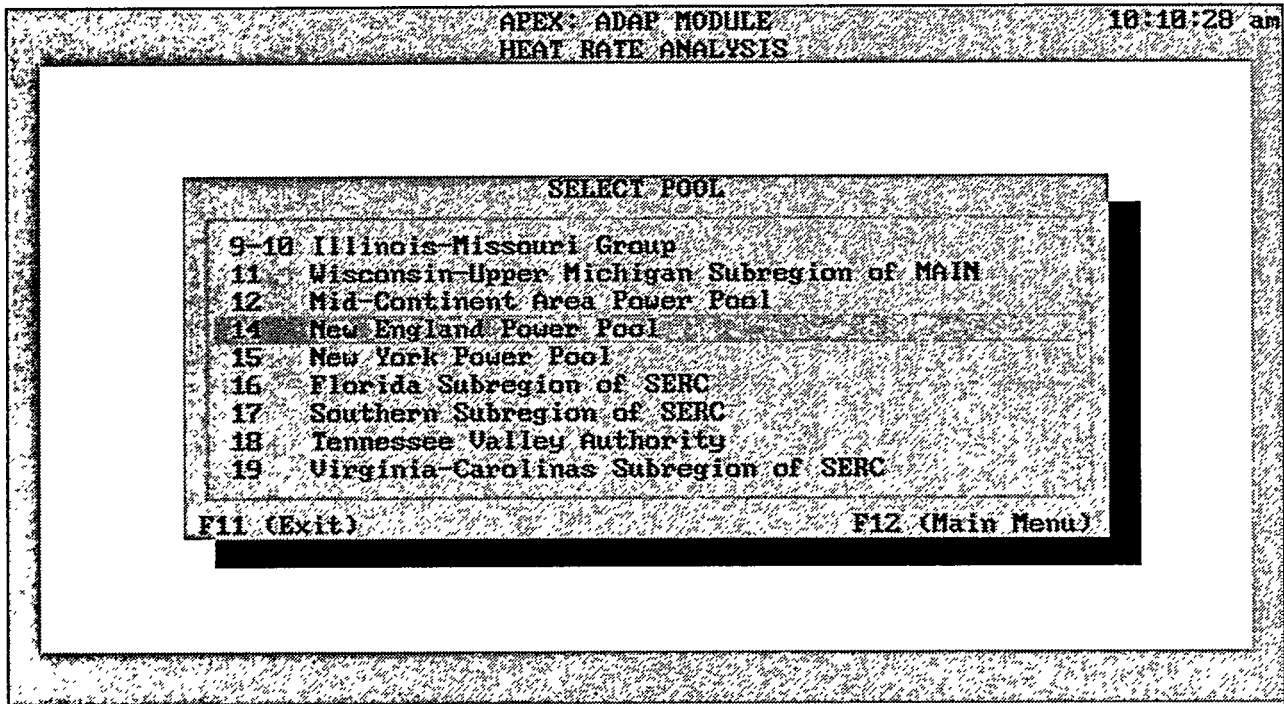 APEX: ADAP MODULE 10:10:28 am
HEAT RATE ANALYSIS
SELECT POOL
9-10 Illinois-Missouri Group
11 Wisconsin-Upper Michigan Subregion of MAIN
12 Mid-Continent Area Power Pool
14 New England Power Pool
15 New York Power Pool
16 Florida Subregion of SERC
17 Southern Subregion of SERC
18 Tennessee Valley Authority
19 Virginia-Carolinas Subregion of SERC
F11 (Exit) F12 (Main Menu)